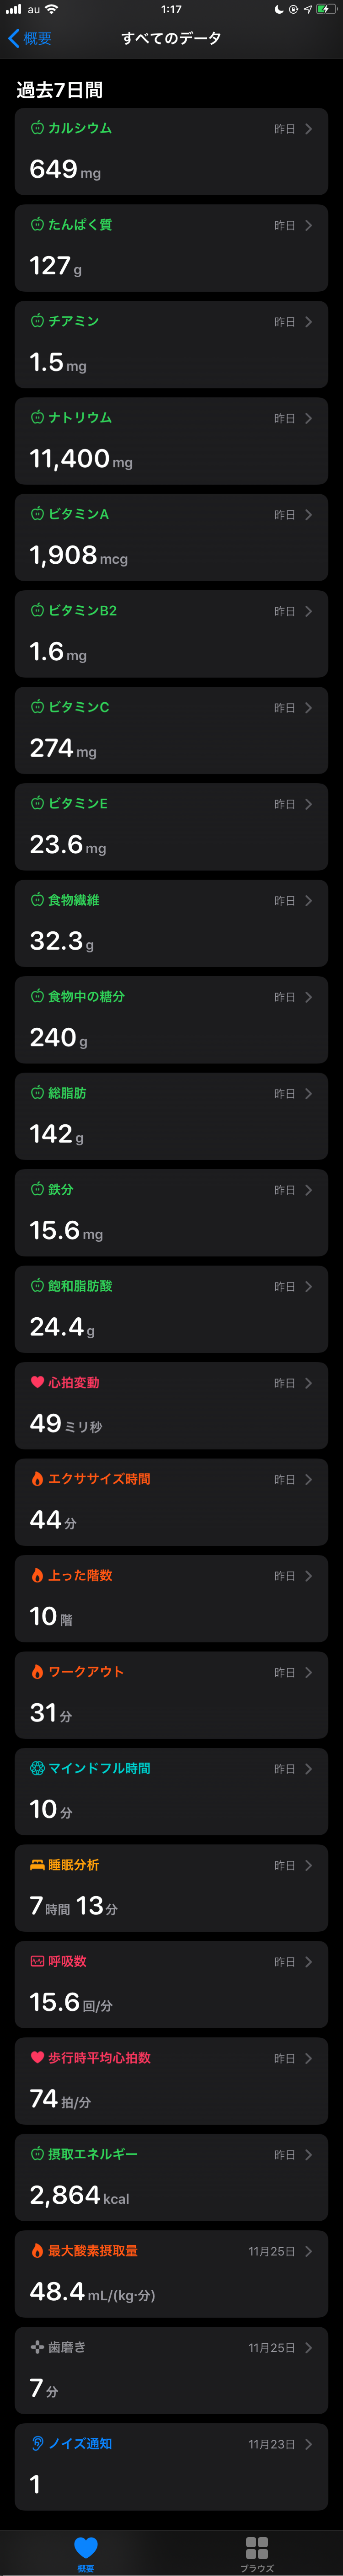 au 1:17
概要 すべてのデータ
過去7日間
カルシウム 昨日
649 mg
たんぱく質 昨日
127 g
チアミン 昨日
1.5 mg
ナトリウム 昨日
11,400 mg
ビタミンA 昨日
1,908 mcg
ビタミンB2 昨日
1.6 mg
ビタミンC 昨日
274 mg
ビタミンE 昨日
23.6 mg
食物繊維 昨日
32.3 g
食物中の糖分 昨日
240 g
総脂肪 昨日
142 g
鉄分 昨日
15.6 mg
飽和脂肪酸 昨日
24.4 g
心拍変動 昨日
49 ミリ秒
エクササイズ時間 昨日
44 分
上った階数 昨日
10 階
ワークアウト 昨日
31 分
マインドフル時間 昨日
10 分
睡眠分析 昨日
7時間 13分
呼吸数 昨日
15.6 回/分
歩行時平均心拍数 昨日
74 拍/分
摂取エネルギー 昨日
2,864 kcal
最大酸素摂取量 11月25日
48.4 mL/(kg·分)
歯磨き 11月25日
7 分
ノイズ通知 11月23日
1
概要 ブラウズ